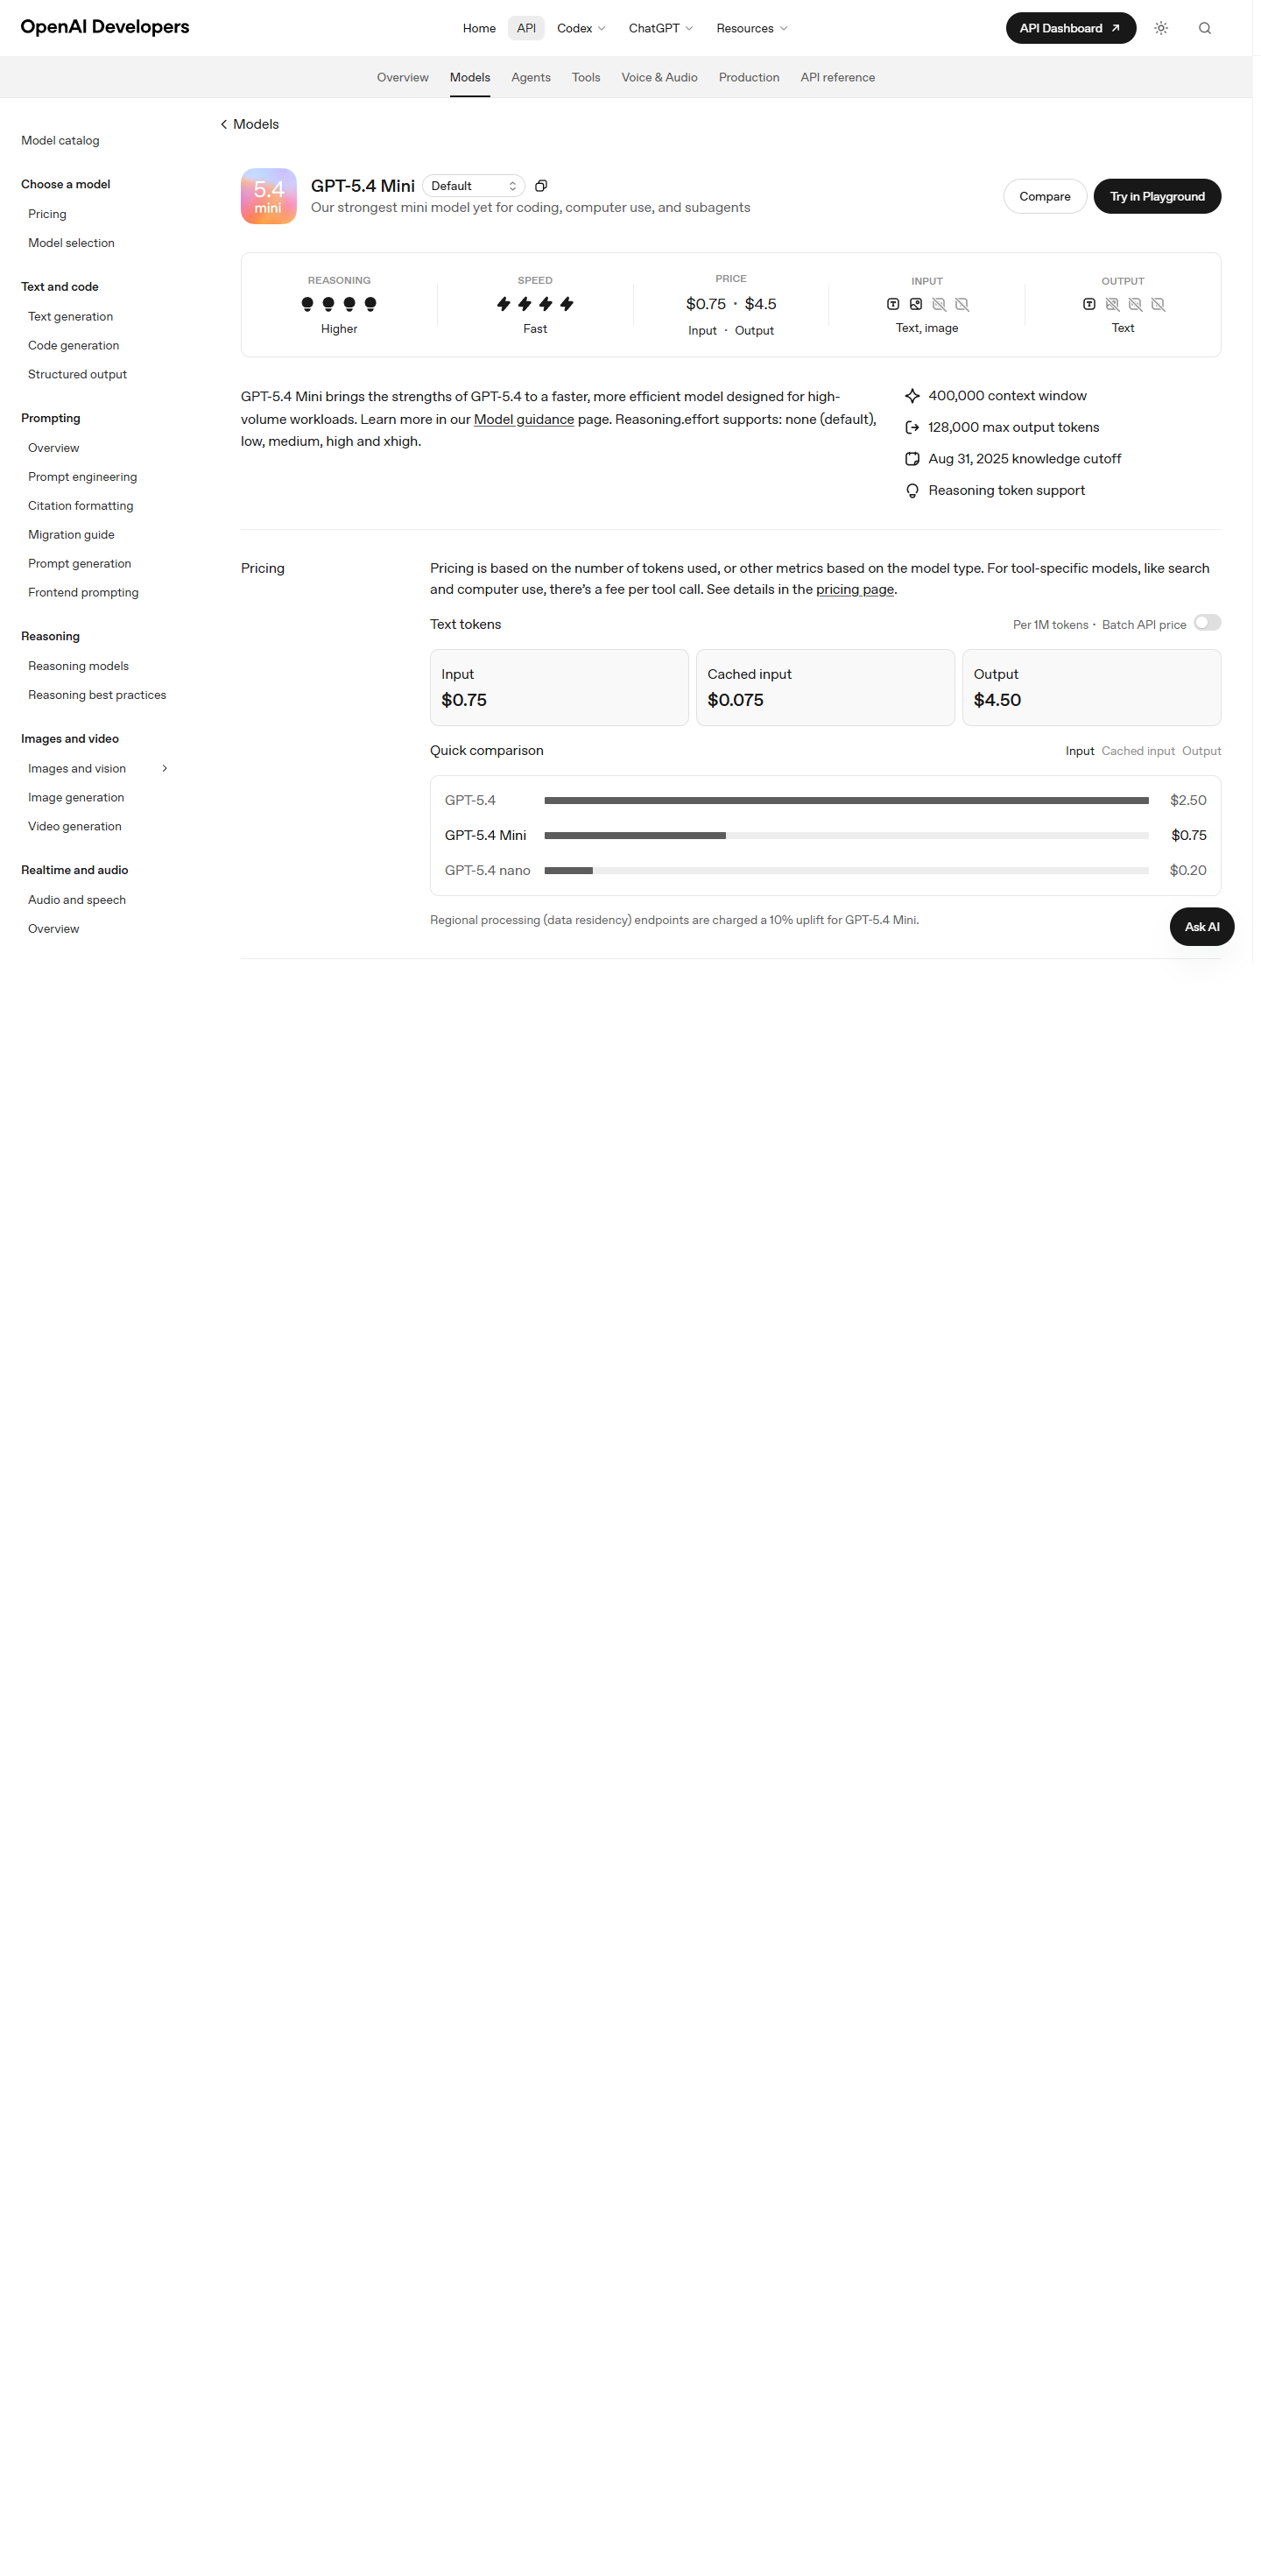 OpenAI Developers
Home API Codex ChatGPT Resources
API Dashboard
Overview Models Agents Tools Voice & Audio Production API reference
Model catalog
Choose a model
Pricing
Model selection
Text and code
Text generation
Code generation
Structured output
Prompting
Overview
Prompt engineering
Citation formatting
Migration guide
Prompt generation
Frontend prompting
Reasoning
Reasoning models
Reasoning best practices
Images and video
Images and vision
Image generation
Video generation
Realtime and audio
Audio and speech
Overview
Models
5.4
mini
GPT-5.4 Mini Default
Our strongest mini model yet for coding, computer use, and subagents
Compare Try in Playground
REASONING
Higher
SPEED
Fast
PRICE
$0.75 • $4.5
Input • Output
INPUT
Text, image
OUTPUT
Text
GPT-5.4 Mini brings the strengths of GPT-5.4 to a faster, more efficient model designed for high-
volume workloads. Learn more in our Model guidance page. Reasoning.effort supports: none (default),
low, medium, high and xhigh.
400,000 context window
128,000 max output tokens
Aug 31, 2025 knowledge cutoff
Reasoning token support
Pricing
Pricing is based on the number of tokens used, or other metrics based on the model type. For tool-specific models, like search
and computer use, there’s a fee per tool call. See details in the pricing page.
Text tokens
Per 1M tokens • Batch API price
Input
$0.75
Cached input
$0.075
Output
$4.50
Quick comparison
Input Cached input Output
GPT-5.4 $2.50
GPT-5.4 Mini $0.75
GPT-5.4 nano $0.20
Regional processing (data residency) endpoints are charged a 10% uplift for GPT-5.4 Mini.
Ask AI